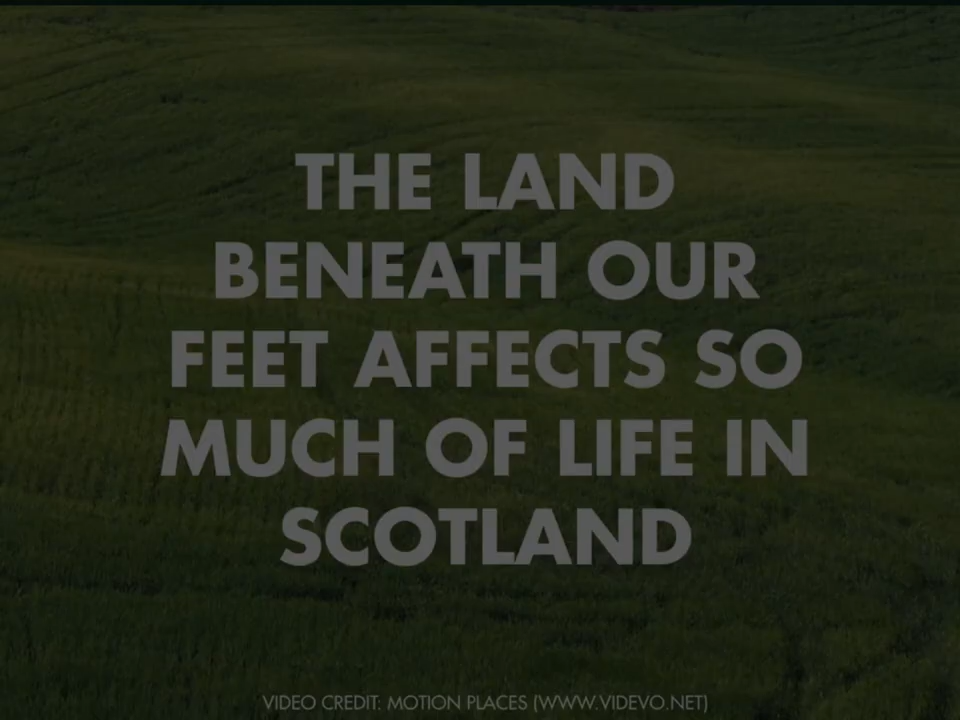 THE LAND
BENEATH OUR
FEET AFFECTS SO
MUCH OF LIFE IN
SCOTLAND
VIDEO CREDIT: MOTION PLACES (WWW.VIDEVO.NET)